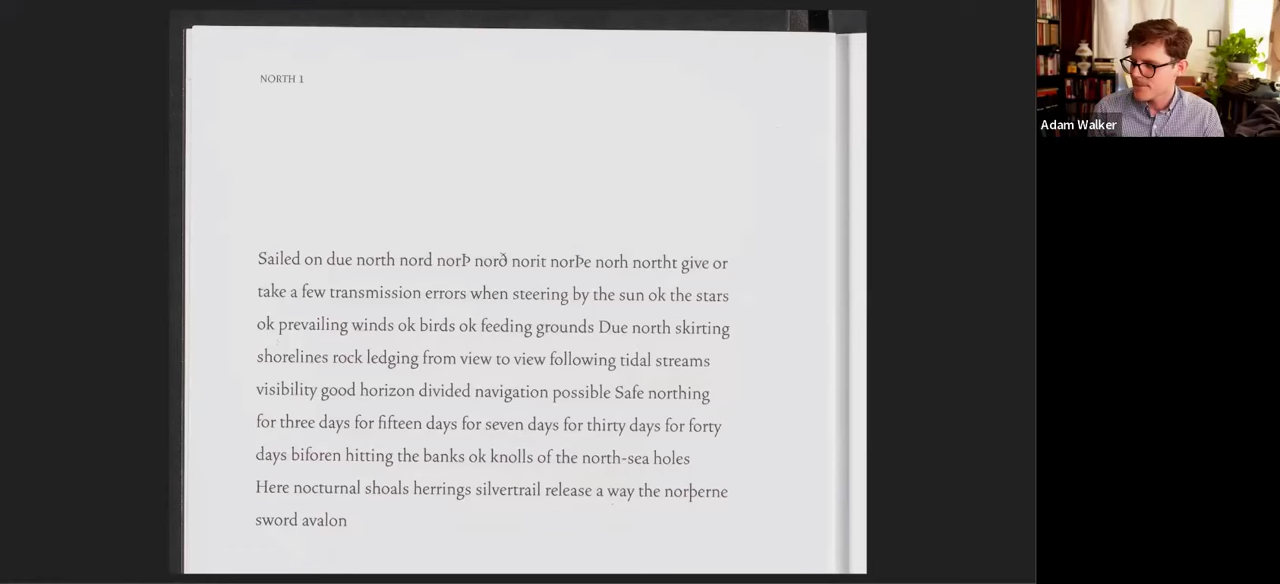 NORTH 1
Sailed on due north nord norÞ norð norit norÞe norh northt give or
take a few transmission errors when steering by the sun ok the stars
ok prevailing winds ok birds ok feeding grounds Due north skirting
shorelines rock ledging from view to view following tidal streams
visibility good horizon divided navigation possible Safe northing
for three days for fifteen days for seven days for thirty days for forty
days biforen hitting the banks ok knolls of the north-sea holes
Here nocturnal shoals herrings silvertrail release a way the norþerne
sword avalon
Adam Walker